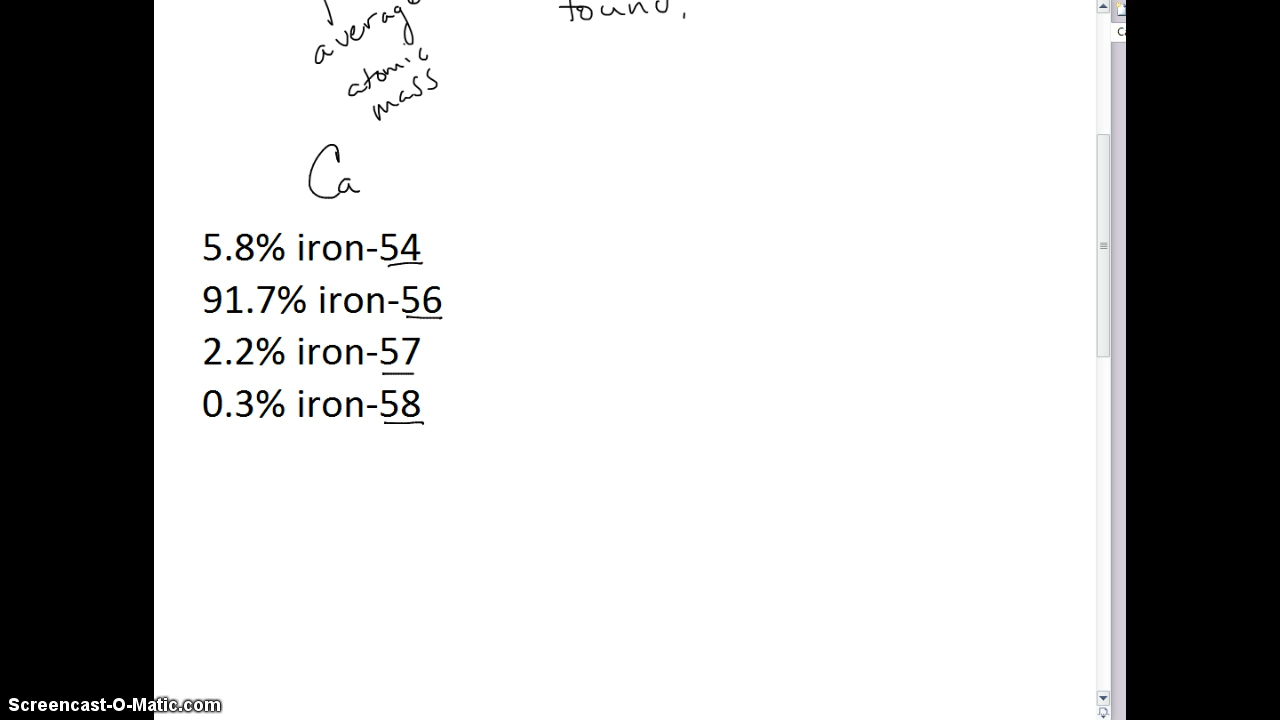 average
found.
atomic
mass
Ca
5.8% iron-54
91.7% iron-56
2.2% iron-57
0.3% iron-58
Screencast-O-Matic.com